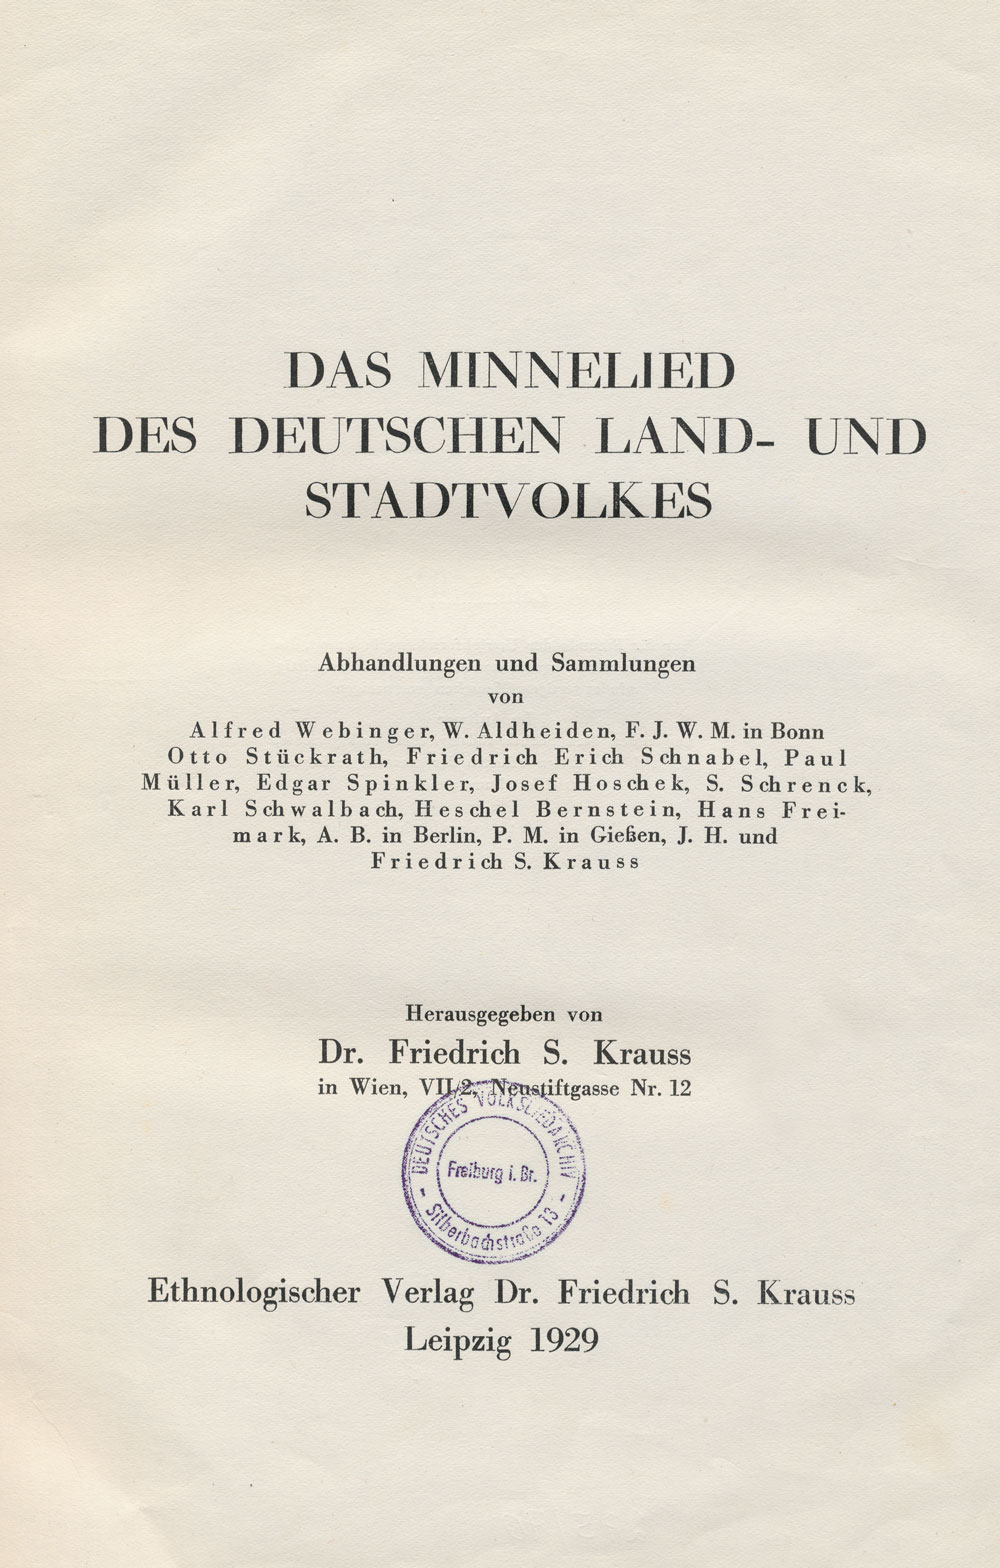 DAS MINNELIED
DES DEUTSCHEN LAND- UND
STADTVOLKES
Abhandlungen und Sammlungen
von
Alfred Webinger, W. Aldheiden, F. J. W. M. in Bonn
Otto Stückrath, Friedrich Erich Schnabel, Paul
Müller, Edgar Spinkler, Josef Hoschek, S. Schrenck,
Karl Schwalbach, Heschel Bernstein, Hans Frei-
mark, A. B. in Berlin, P. M. in Gießen, J. H. und
Friedrich S. Krauss
Herausgegeben von
Dr. Friedrich S. Krauss
in Wien, VII/2, Neustiftgasse Nr. 12
DEUTSCHES VOLKSLIEDARCHIV
Freiburg i. Br.
- Silberbachstraße 13 -
Ethnologischer Verlag Dr. Friedrich S. Krauss
Leipzig 1929